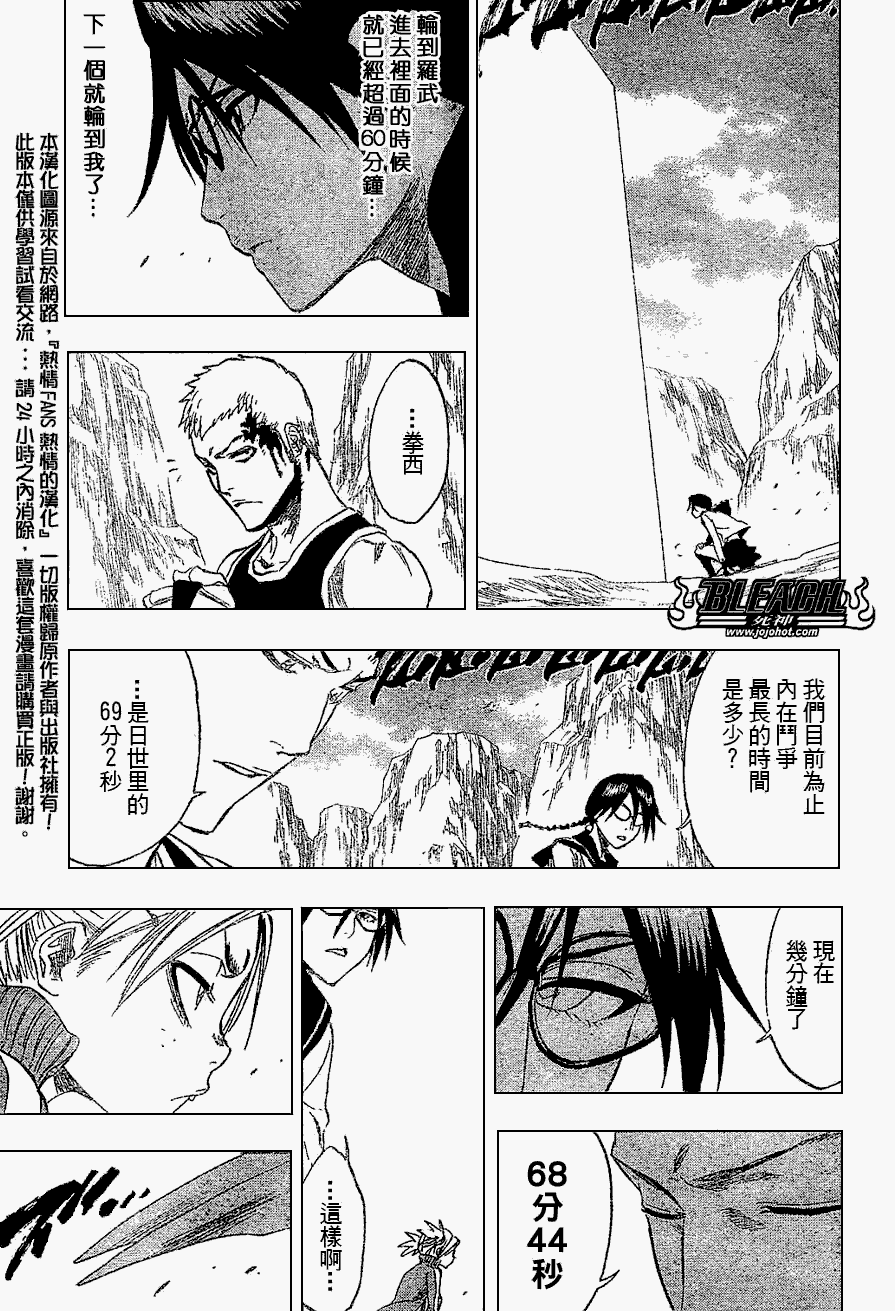 輪到羅武
進去裡面的時候
就已經超過60分鐘…
下一個就輪到我了…
…拳西
BLEACH
死神
www.jojohot.com
我們目前為止
內在鬥爭
最長的時間
是多少？
…是日世里的
69分2秒
現在
幾分鐘了
68
分
44
秒
…這樣啊…
本漢化圖源來自於網路，『熱情FANS熱情的漢化』一切版權歸原作者與出版社擁有！
此版本僅供學習試看交流…請24小時之內消除，喜歡這套漫畫請購買正版！謝謝。